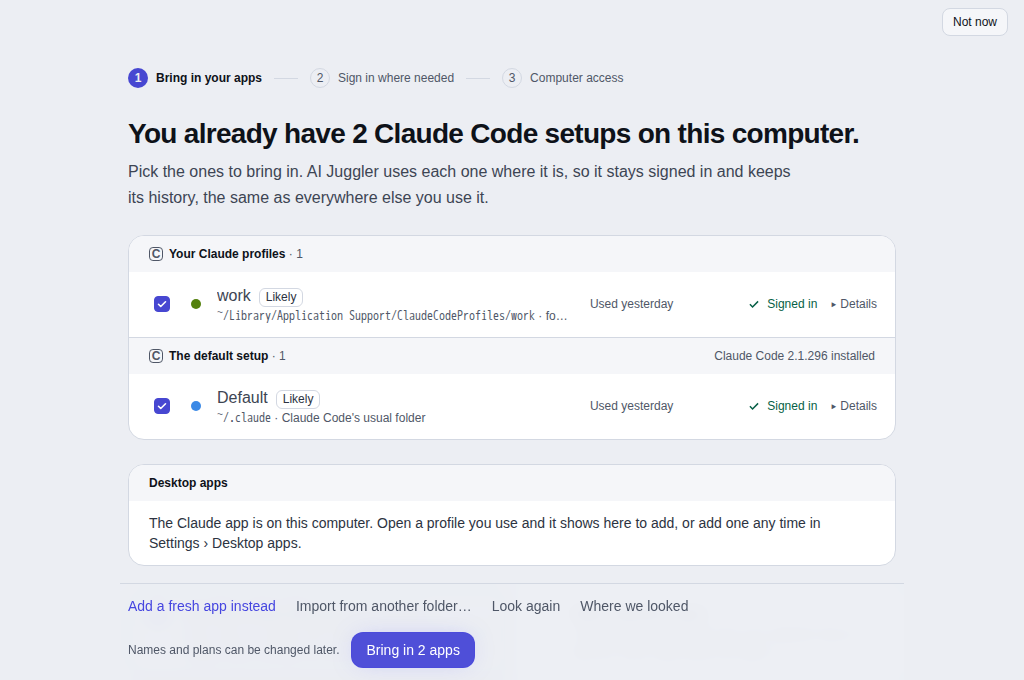 Not now
1 Bring in your apps
2 Sign in where needed
3 Computer access
You already have 2 Claude Code setups on this computer.
Pick the ones to bring in. AI Juggler uses each one where it is, so it stays signed in and keeps
its history, the same as everywhere else you use it.
C Your Claude profiles · 1
work Likely
~/Library/Application Support/ClaudeCodeProfiles/work · fo…
Used yesterday
Signed in
▸ Details
C The default setup · 1
Claude Code 2.1.296 installed
Default Likely
~/.claude · Claude Code's usual folder
Used yesterday
Signed in
▸ Details
Desktop apps
The Claude app is on this computer. Open a profile you use and it shows here to add, or add one any time in
Settings › Desktop apps.
Add a fresh app instead
Import from another folder…
Look again
Where we looked
Names and plans can be changed later.
Bring in 2 apps